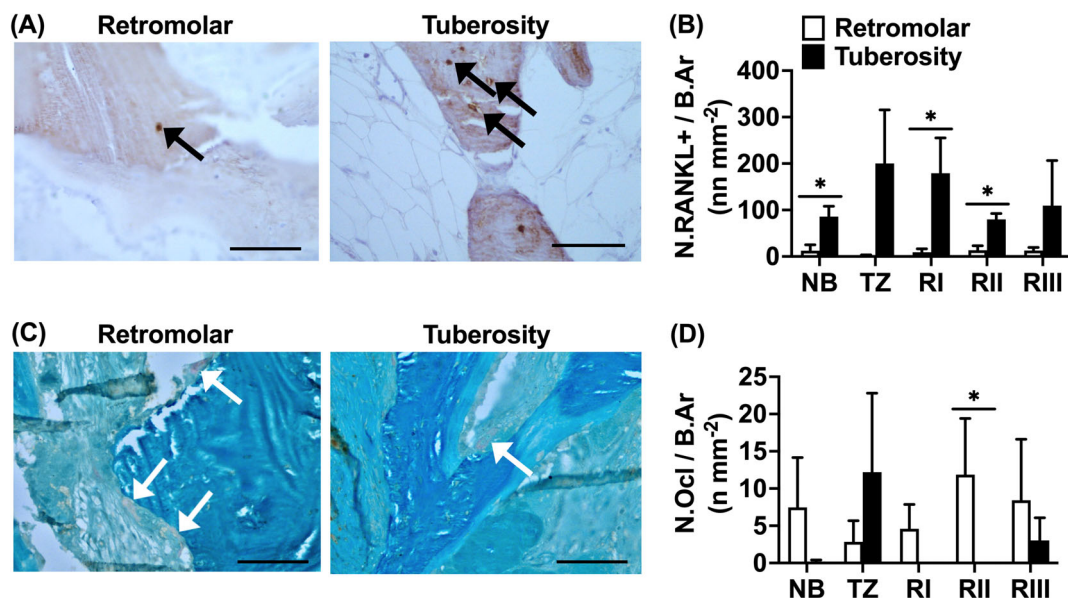 (A) Retromolar Tuberosity
(B) Retromolar
Tuberosity
N.RANKL+ / B.Ar
(nn mm-2)
400
300
200
100
0
* * *
NB TZ RI RII RIII
(C) Retromolar Tuberosity
(D)
N.Ocl / B.Ar
(n mm-2)
25
20
15
10
5
0
*
NB TZ RI RII RIII